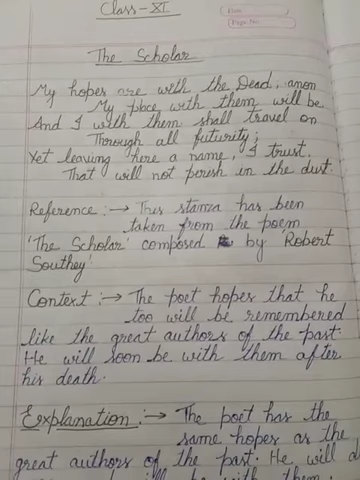 Class-XI
Date
Page No.
The Scholar
My hopes are with the Dead, anon
My place with them will be
And I with them shall travel on
Through all futurity;
Yet leaving here a name, I trust,
That will not perish in the dust.
Reference :→ This stanza has been
taken from the poem
'The Scholar' composed by 'Robert
Southey'
Context :→ The poet hopes that he
too will be remembered
like the great authors of the past.
He will soon be with them after
his death.
Explanation :→ The poet has the
same hopes as the
great authors of the past. He will
be with them.